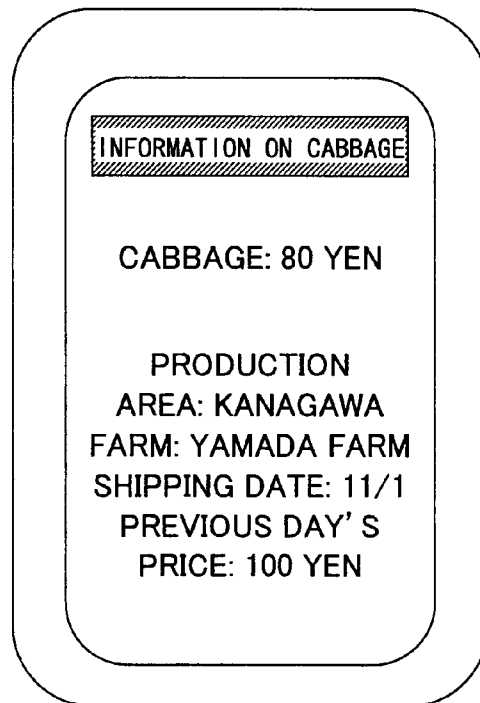 INFORMATION ON CABBAGE
CABBAGE: 80 YEN
PRODUCTION
AREA: KANAGAWA
FARM: YAMADA FARM
SHIPPING DATE: 11/1
PREVIOUS DAY'S
PRICE: 100 YEN